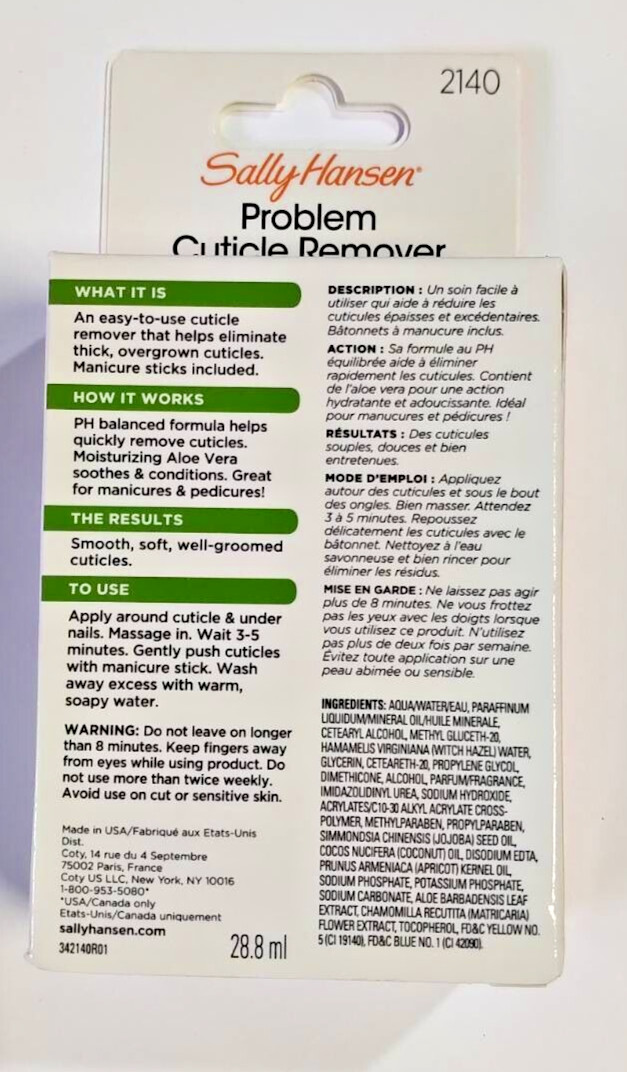 2140
Sally Hansen®
Problem
Cuticle Remover
WHAT IT IS
An easy-to-use cuticle
remover that helps eliminate
thick, overgrown cuticles.
Manicure sticks included.
HOW IT WORKS
PH balanced formula helps
quickly remove cuticles.
Moisturizing Aloe Vera
soothes & conditions. Great
for manicures & pedicures!
THE RESULTS
Smooth, soft, well-groomed
cuticles.
TO USE
Apply around cuticle & under
nails. Massage in. Wait 3-5
minutes. Gently push cuticles
with manicure stick. Wash
away excess with warm,
soapy water.
WARNING: Do not leave on longer
than 8 minutes. Keep fingers away
from eyes while using product. Do
not use more than twice weekly.
Avoid use on cut or sensitive skin.
Made in USA/Fabriqué aux Etats-Unis
Dist.
Coty, 14 rue du 4 Septembre
75002 Paris, France
Coty US LLC, New York, NY 10016
1-800-953-5080*
*USA/Canada only
Etats-Unis/Canada uniquement
sallyhansen.com
342140R01
28.8 ml
DESCRIPTION : Un soin facile à
utiliser qui aide à réduire les
cuticules épaisses et excédentaires.
Bâtonnets à manucure inclus.
ACTION : Sa formule au PH
équilibrée aide à éliminer
rapidement les cuticules. Contient
de l'aloe vera pour une action
hydratante et adoucissante. Idéal
pour manucures et pédicures !
RÉSULTATS : Des cuticules
souples, douces et bien
entretenues.
MODE D'EMPLOI : Appliquez
autour des cuticules et sous le bout
des ongles. Bien masser. Attendez
3 à 5 minutes. Repoussez
délicatement les cuticules avec le
bâtonnet. Nettoyez à l'eau
savonneuse et bien rincer pour
éliminer les résidus.
MISE EN GARDE : Ne laissez pas agir
plus de 8 minutes. Ne vous frottez
pas les yeux avec les doigts lorsque
vous utilisez ce produit. N'utilisez
pas plus de deux fois par semaine.
Évitez toute application sur une
peau abimée ou sensible.
INGREDIENTS: AQUA/WATER/EAU, PARAFFINUM
LIQUIDUM/MINERAL OIL/HUILE MINERALE,
CETEARYL ALCOHOL, METHYL GLUCETH-20,
HAMAMELIS VIRGINIANA (WITCH HAZEL) WATER,
GLYCERIN, CETEARETH-20, PROPYLENE GLYCOL,
DIMETHICONE, ALCOHOL, PARFUM/FRAGRANCE,
IMIDAZOLIDINYL UREA, SODIUM HYDROXIDE,
ACRYLATES/C10-30 ALKYL ACRYLATE CROSS-
POLYMER, METHYLPARABEN, PROPYLPARABEN,
SIMMONDSIA CHINENSIS (JOJOBA) SEED OIL,
COCOS NUCIFERA (COCONUT) OIL, DISODIUM EDTA,
PRUNUS ARMENIACA (APRICOT) KERNEL OIL,
SODIUM PHOSPHATE, POTASSIUM PHOSPHATE,
SODIUM CARBONATE, ALOE BARBADENSIS LEAF
EXTRACT, CHAMOMILLA RECUTITA (MATRICARIA)
FLOWER EXTRACT, TOCOPHEROL, FD&C YELLOW NO.
5 (CI 19140), FD&C BLUE NO. 1 (CI 42090).